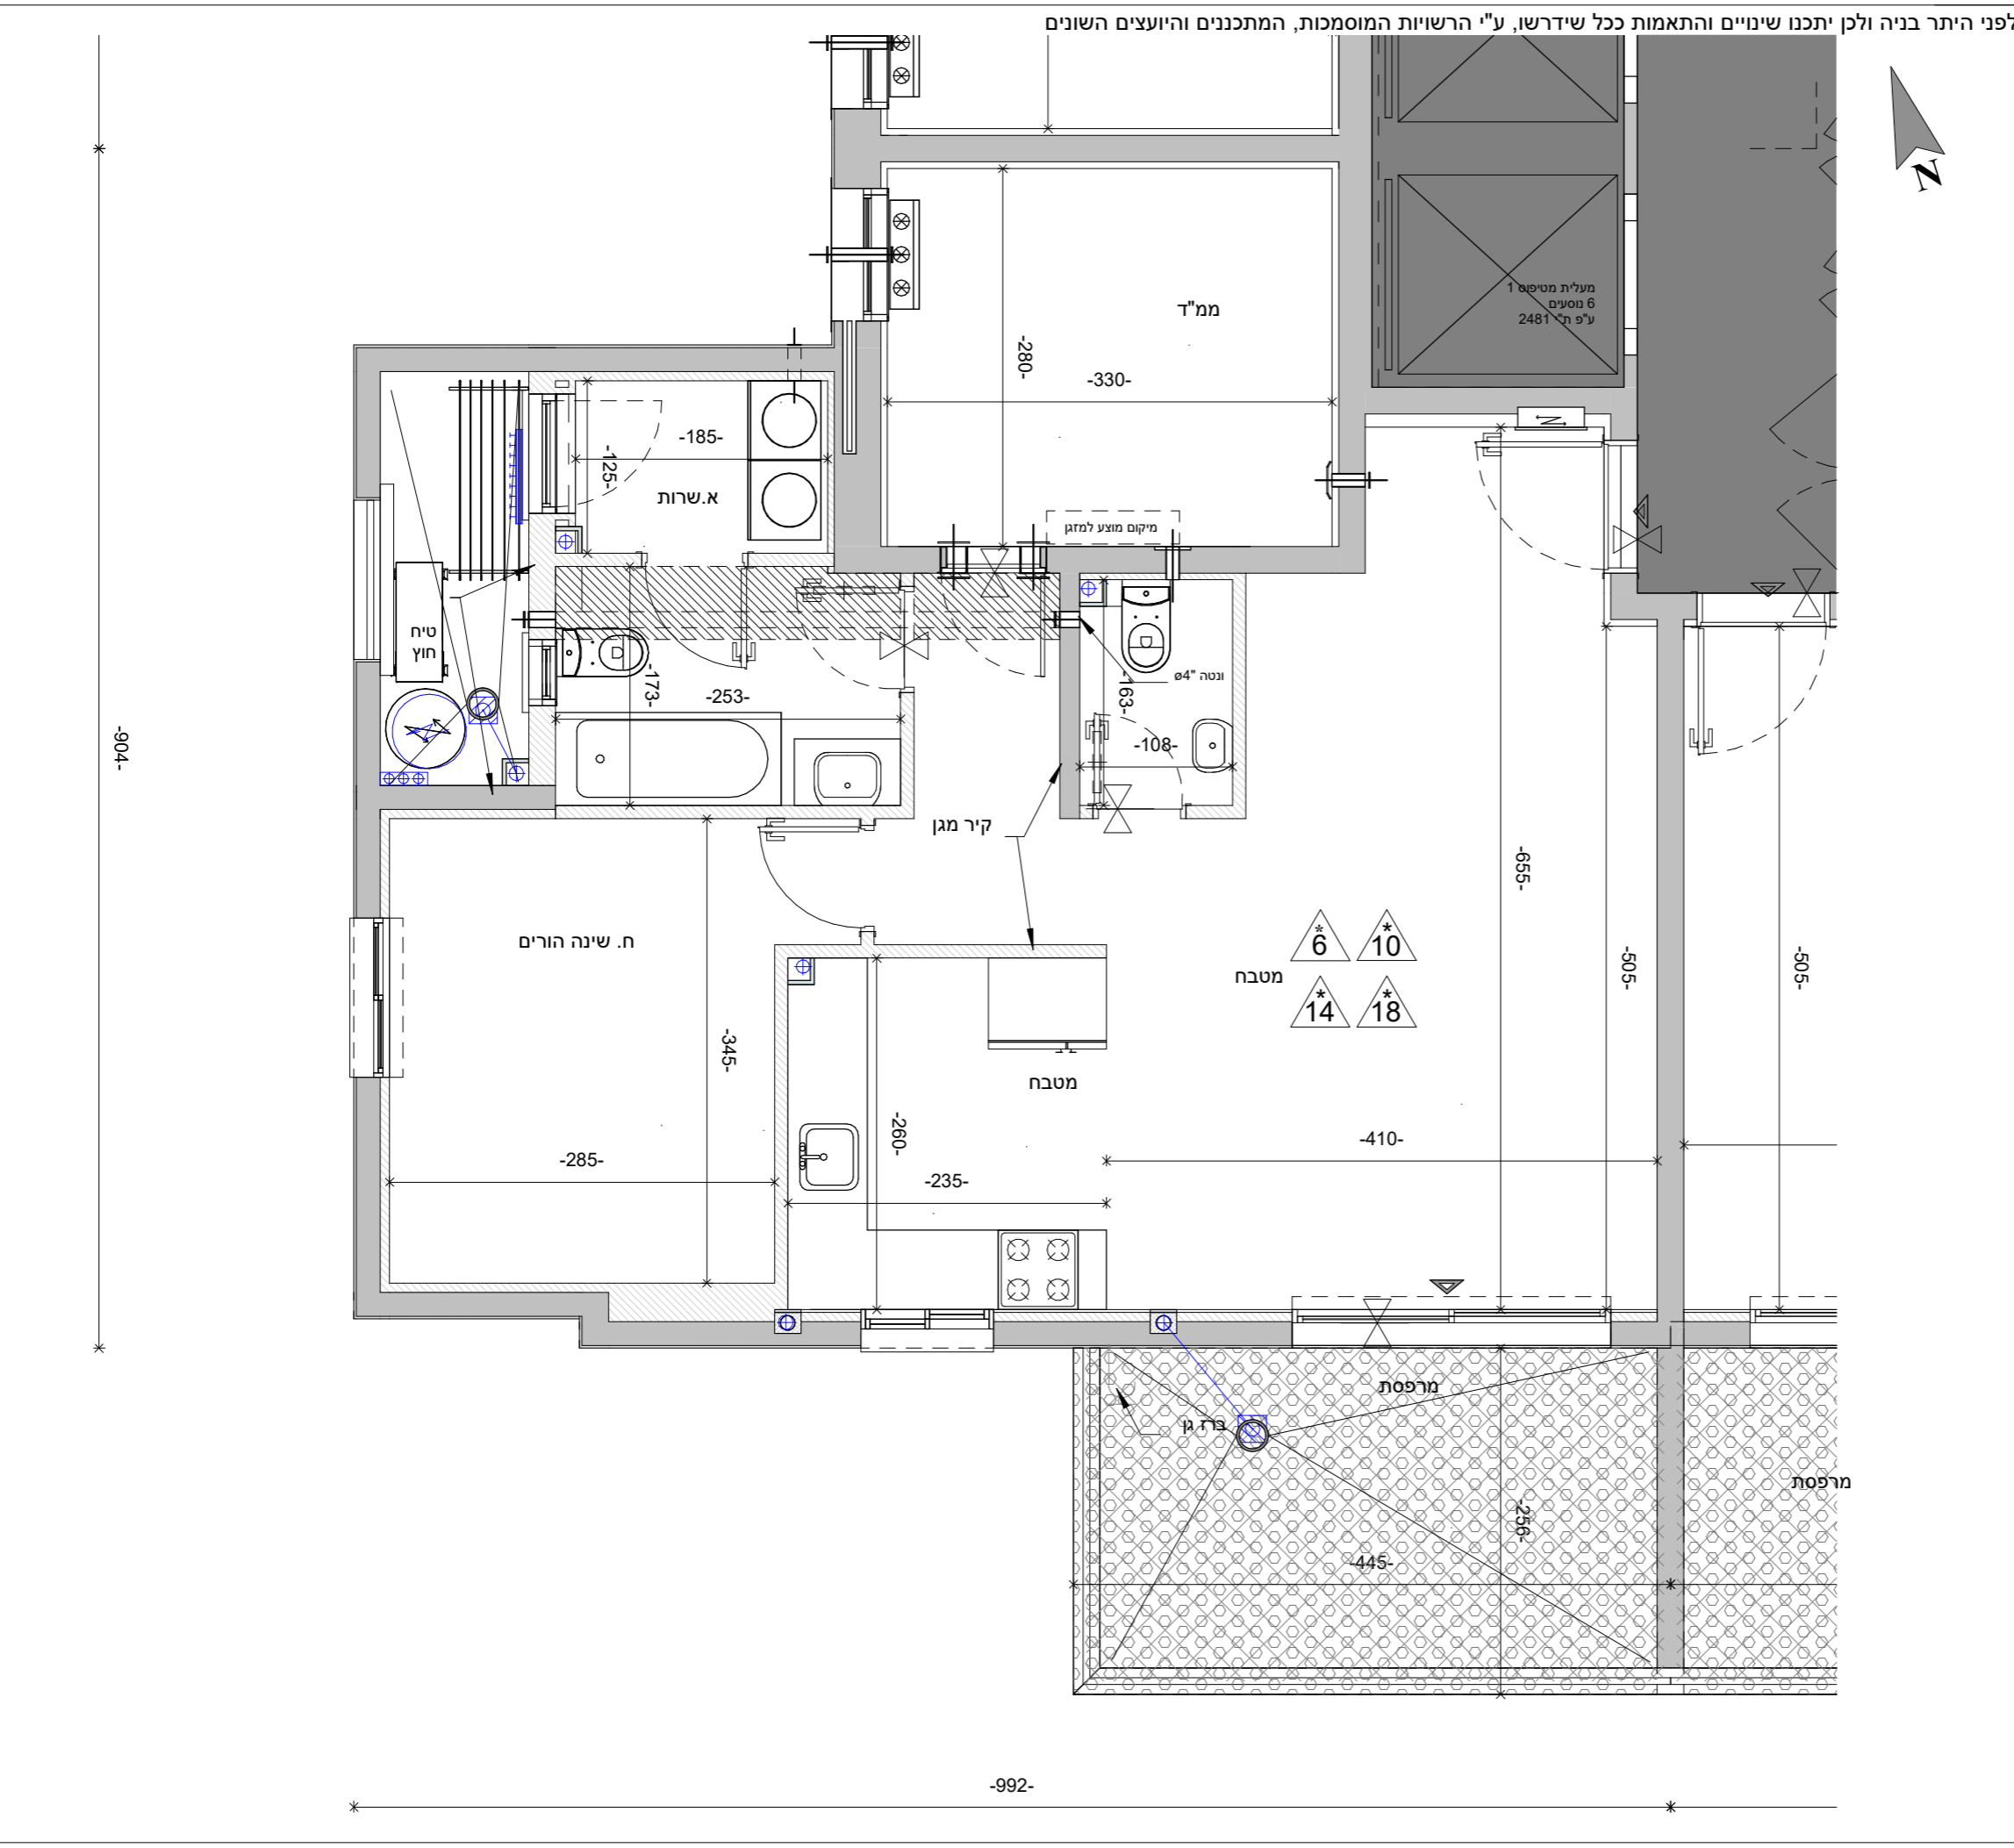 לפני היתר בניה ולכן יתכנו שינויים והתאמות ככל שידרשו, ע"י הרשויות המוסמכות, המתכננים והיועצים השונים
N
מעלית מטיפוס 1
6 נוסעים
ע"פ ת"י 2481
ממ"ד
-280-
-330-
-185-
-125-
א.שרות
מיקום מוצע למזגן
טיח
חוץ
-173-
-253-
ונטה "4ø
-163-
-108-
-904-
קיר מגן
-655-
ח. שינה הורים
*
6
*
10
מטבח
*
14
*
18
-505-
-505-
-345-
מטבח
-260-
-410-
-285-
-235-
מרפסת
ברז גן
מרפסת
-256-
-445-
-992-